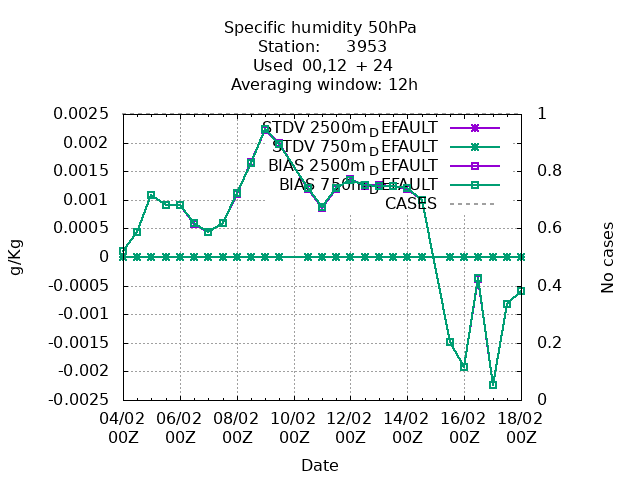 Specific humidity 50hPa
Station: 3953
Used 00,12 + 24
Averaging window: 12h
0.0025 1
STDV 2500m_DEFAULT
0.002
STDV 750m_DEFAULT
0.0015 0.8
BIAS 2500m_DEFAULT
BIAS 750m_DEFAULT
0.001
CASES
0.0005 0.6
0
-0.0005 0.4
-0.001
-0.0015 0.2
-0.002
-0.0025 0
g/Kg
No cases
04/02 06/02 08/02 10/02 12/02 14/02 16/02 18/02
00Z 00Z 00Z 00Z 00Z 00Z 00Z 00Z
Date